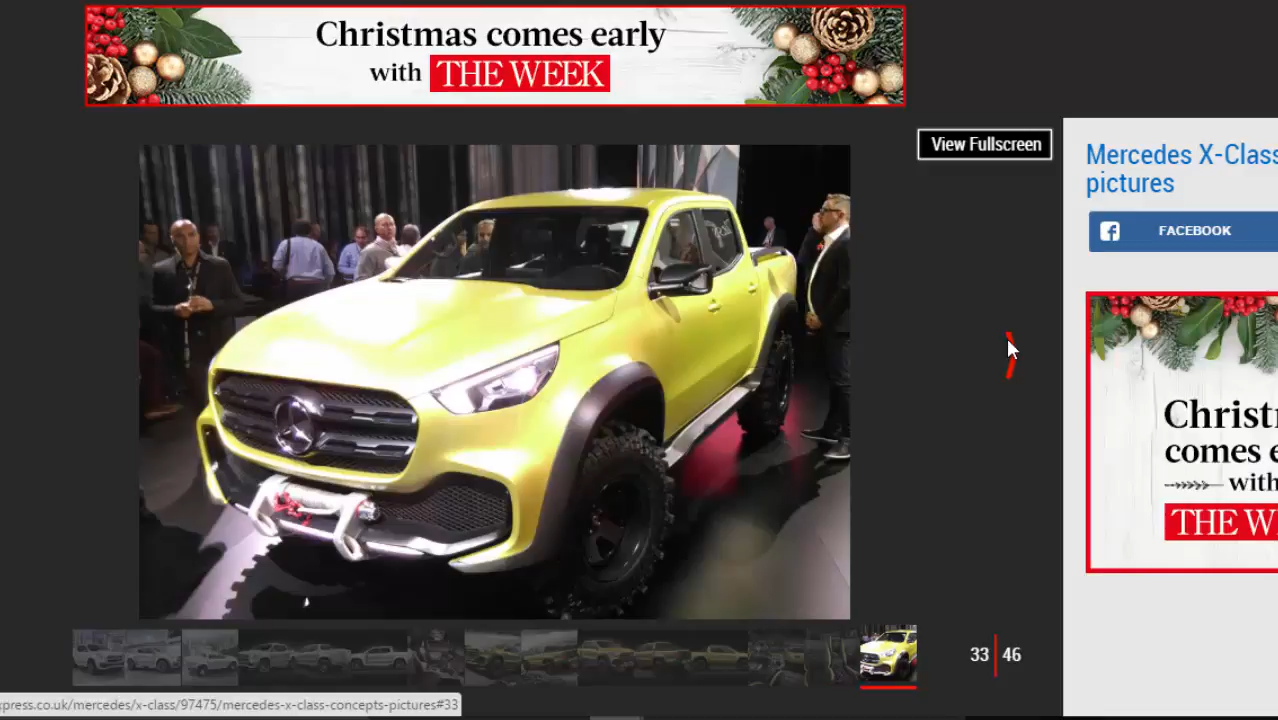 Christmas comes early
with THE WEEK
View Fullscreen
Mercedes X-Class
pictures
FACEBOOK
Christ
comes e
with
THE W
33 46
xpress.co.uk/mercedes/x-class/97475/mercedes-x-class-concepts-pictures#33